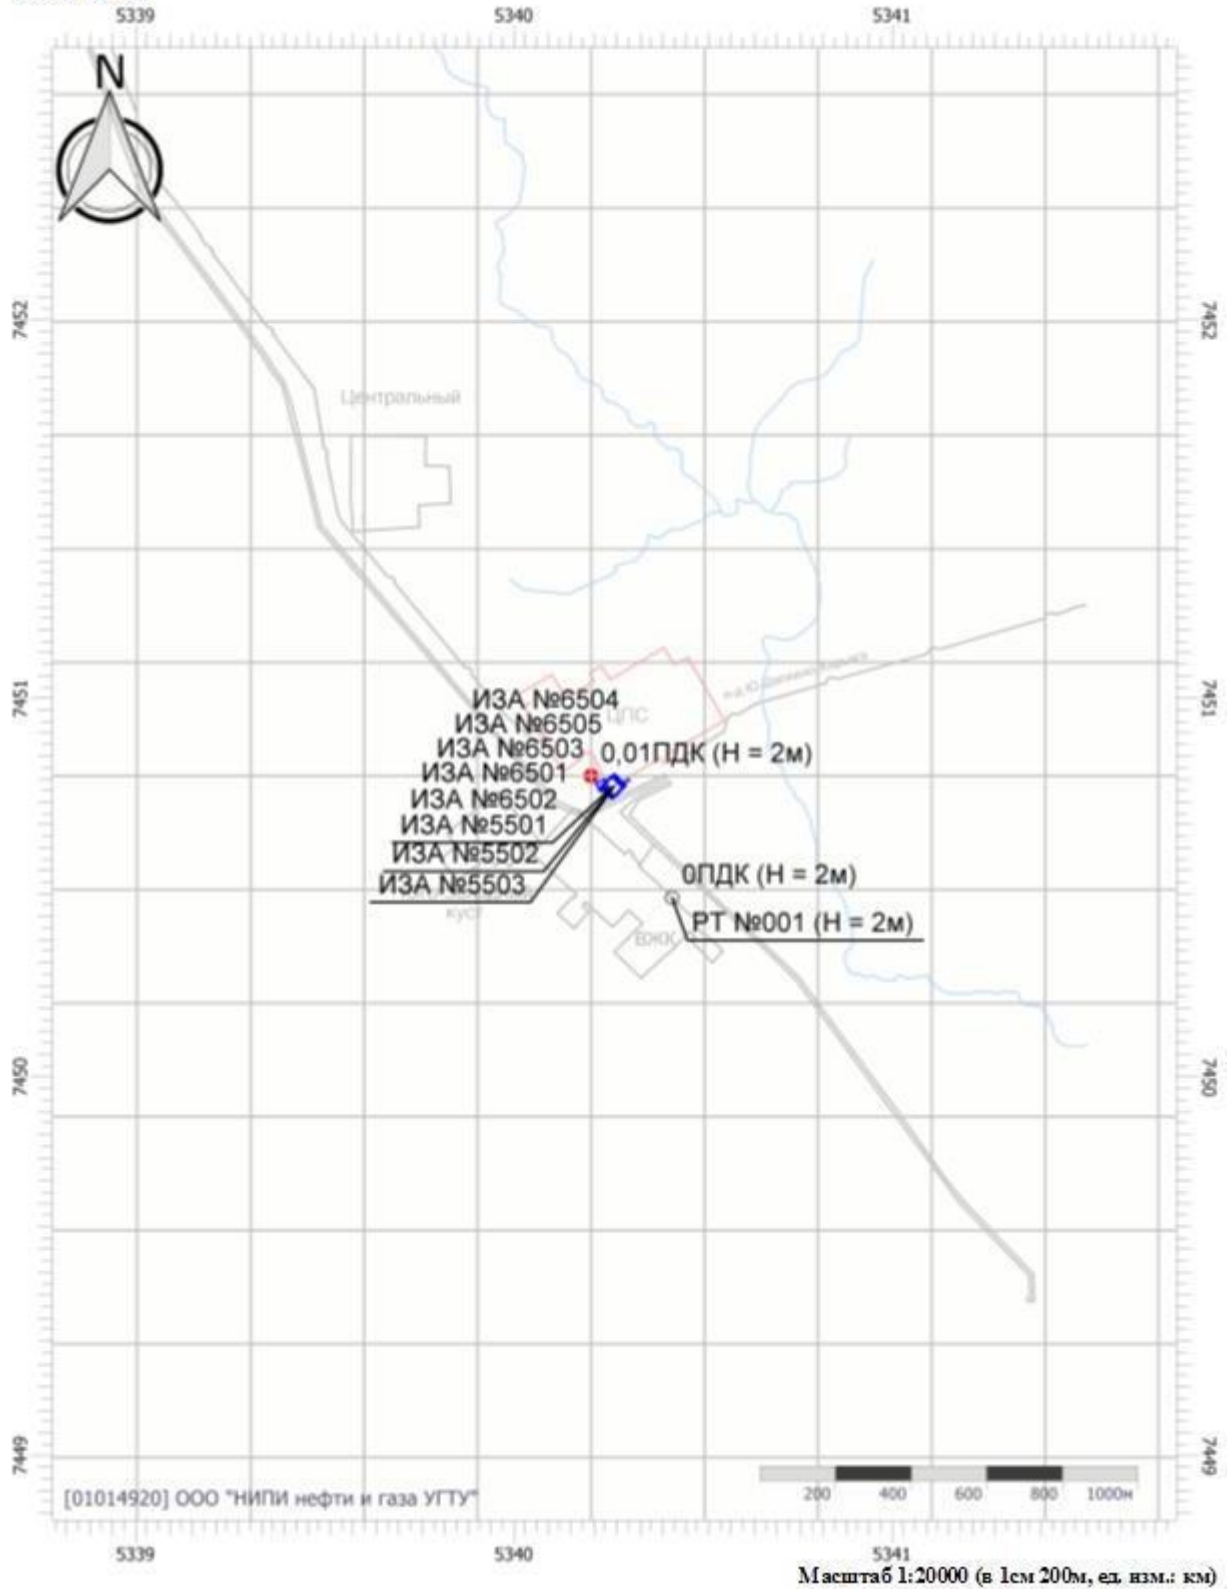 5339 5340 5341
N
7452 7452
Центральный
7451 7451
ИЗА №6504
ЦПС
ИЗА №6505
ИЗА №6503 0,01ПДК (Н = 2м)
ИЗА №6501
ИЗА №6502
ИЗА №5501
ИЗА №5502
ИЗА №5503
0ПДК (Н = 2м)
куст
РТ №001 (Н = 2м)
ВЖК
7450 7450
7449 7449
200 400 600 800 1000м
[01014920] ООО "НИПИ нефти и газа УГТУ"
5339 5340 5341
Масштаб 1:20000 (в 1см 200м, ед. изм.: км)